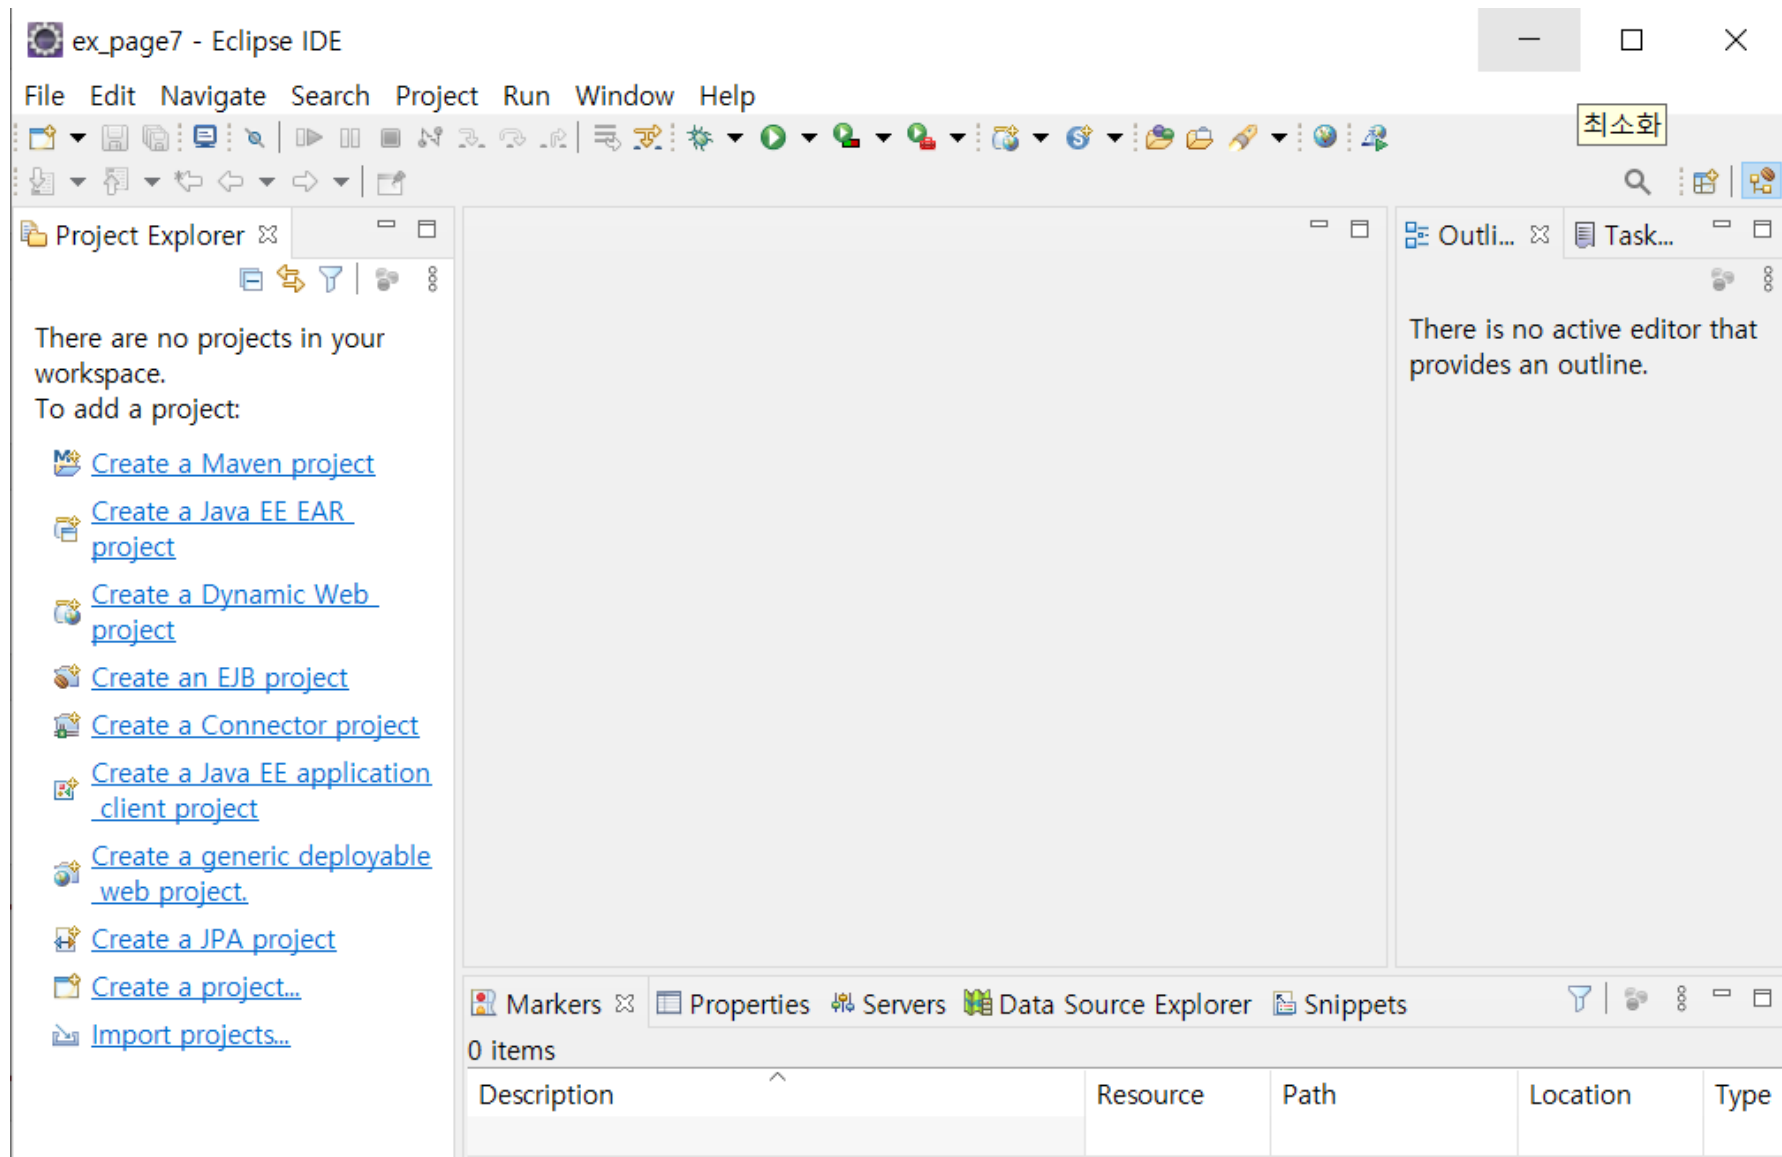 ex_page7 - Eclipse IDE
File Edit Navigate Search Project Run Window Help
최소화
Project Explorer
Outli... Task...
There are no projects in your
workspace.
To add a project:
Create a Maven project
Create a Java EE EAR
project
Create a Dynamic Web
project
Create an EJB project
Create a Connector project
Create a Java EE application
client project
Create a generic deployable
web project.
Create a JPA project
Create a project...
Import projects...
There is no active editor that
provides an outline.
Markers Properties Servers Data Source Explorer Snippets
0 items
Description Resource Path Location Type